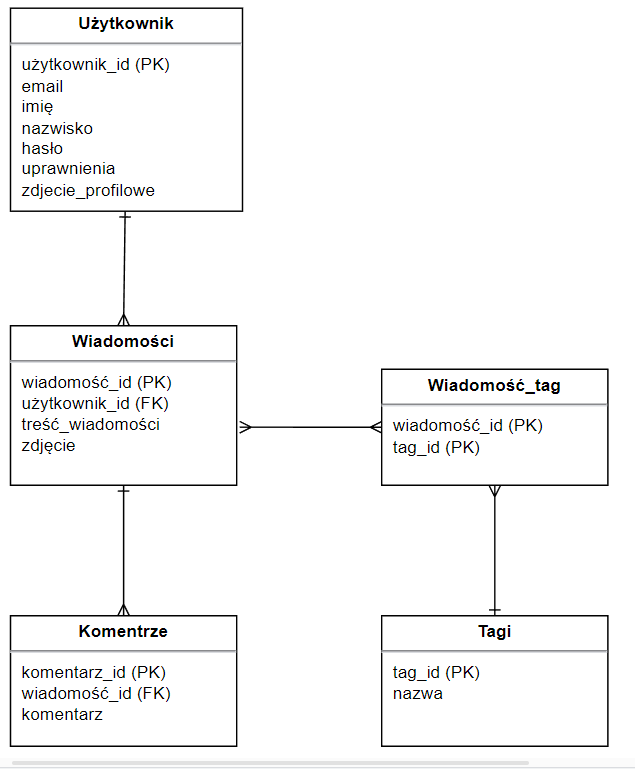 Użytkownik
użytkownik_id (PK)
email
imię
nazwisko
hasło
uprawnienia
zdjecie_profilowe
Wiadomości
wiadomość_id (PK)
użytkownik_id (FK)
treść_wiadomości
zdjęcie
Wiadomość_tag
wiadomość_id (PK)
tag_id (PK)
Komentrze
komentarz_id (PK)
wiadomość_id (FK)
komentarz
Tagi
tag_id (PK)
nazwa